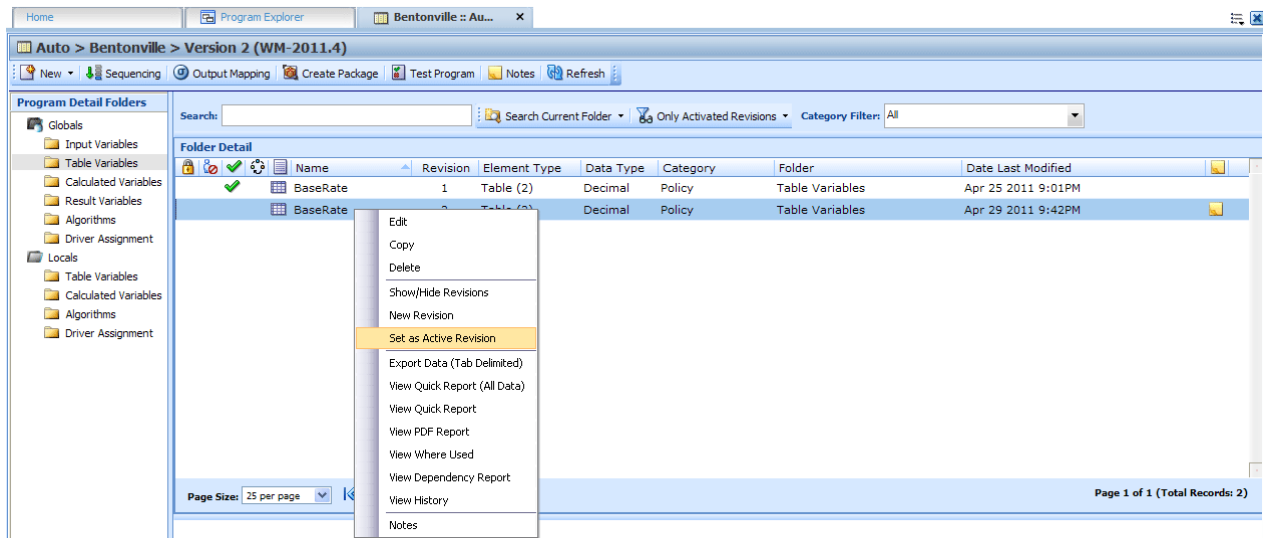 Home Program Explorer Bentonville :: Au... X
Auto > Bentonville > Version 2 (WM-2011.4)
New Sequencing Output Mapping Create Package Test Program Notes Refresh
Program Detail Folders
Globals
Input Variables
Table Variables
Calculated Variables
Result Variables
Algorithms
Driver Assignment
Locals
Table Variables
Calculated Variables
Algorithms
Driver Assignment
Search: Search Current Folder Only Activated Revisions Category Filter: All
Folder Detail
Name Revision Element Type Data Type Category Folder Date Last Modified
BaseRate 1 Table (2) Decimal Policy Table Variables Apr 25 2011 9:01PM
BaseRate Decimal Policy Table Variables Apr 29 2011 9:42PM
Edit
Copy
Delete
Show/Hide Revisions
New Revision
Set as Active Revision
Export Data (Tab Delimited)
View Quick Report (All Data)
View Quick Report
View PDF Report
View Where Used
View Dependency Report
View History
Notes
Page Size: 25 per page Page 1 of 1 (Total Records: 2)